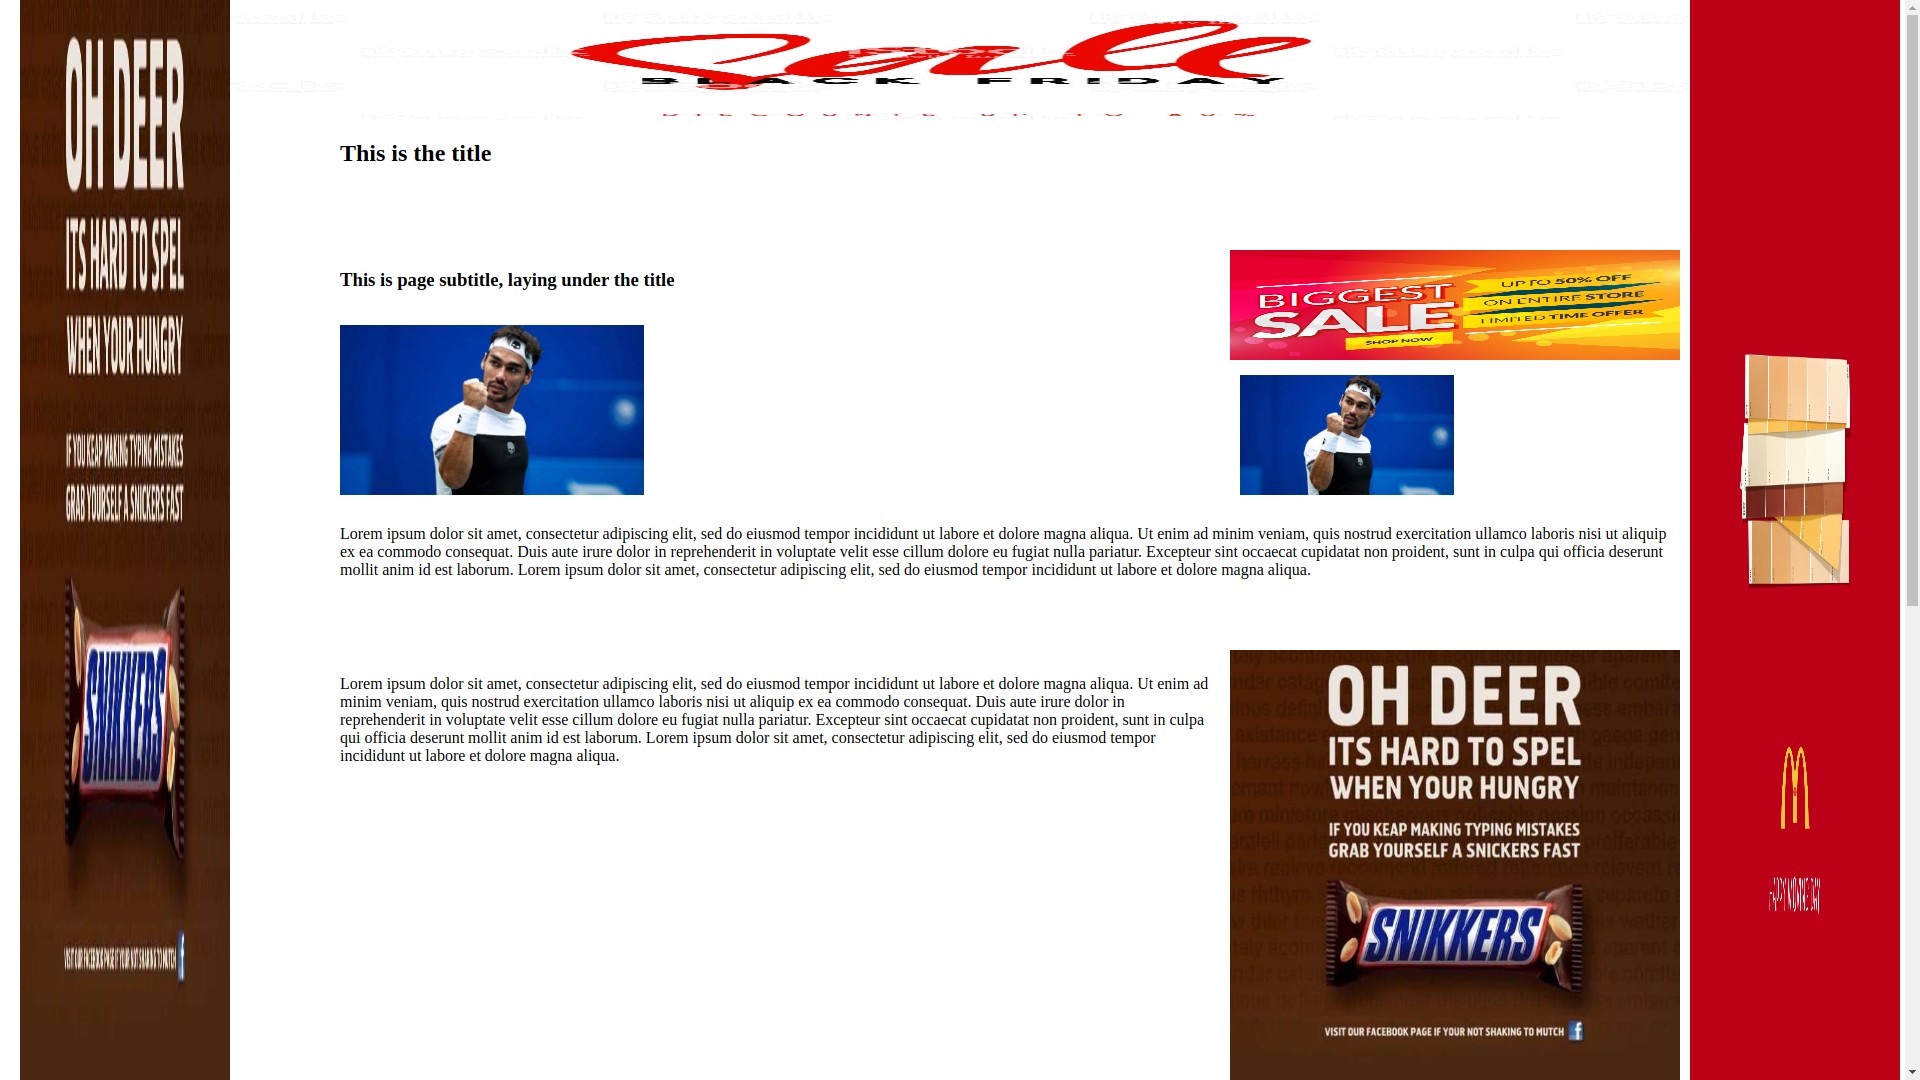 OH DEER
ITS HARD TO SPEL
WHEN YOUR HUNGRY
IF YOU KEAP MAKING TYPING MISTAKES
GRAB YOURSELF A SNICKERS FAST
SNIKKERS
VISIT OUR FACEBOOK PAGE IF YOUR NOT SHAKING TO MUTCH
Sale
BLACK FRIDAY
This is the title
This is page subtitle, laying under the title
BIGGEST
SALE
SHOP NOW
UP TO 50% OFF
ON ENTIRE STORE
LIMITED TIME OFFER
Lorem ipsum dolor sit amet, consectetur adipiscing elit, sed do eiusmod tempor incididunt ut labore et dolore magna aliqua. Ut enim ad minim veniam, quis nostrud exercitation ullamco laboris nisi ut aliquip
ex ea commodo consequat. Duis aute irure dolor in reprehenderit in voluptate velit esse cillum dolore eu fugiat nulla pariatur. Excepteur sint occaecat cupidatat non proident, sunt in culpa qui officia deserunt
mollit anim id est laborum. Lorem ipsum dolor sit amet, consectetur adipiscing elit, sed do eiusmod tempor incididunt ut labore et dolore magna aliqua.
Lorem ipsum dolor sit amet, consectetur adipiscing elit, sed do eiusmod tempor incididunt ut labore et dolore magna aliqua. Ut enim ad
minim veniam, quis nostrud exercitation ullamco laboris nisi ut aliquip ex ea commodo consequat. Duis aute irure dolor in
reprehenderit in voluptate velit esse cillum dolore eu fugiat nulla pariatur. Excepteur sint occaecat cupidatat non proident, sunt in culpa
qui officia deserunt mollit anim id est laborum. Lorem ipsum dolor sit amet, consectetur adipiscing elit, sed do eiusmod tempor
incididunt ut labore et dolore magna aliqua.
OH DEER
ITS HARD TO SPEL
WHEN YOUR HUNGRY
IF YOU KEAP MAKING TYPING MISTAKES
GRAB YOURSELF A SNICKERS FAST
SNIKKERS
VISIT OUR FACEBOOK PAGE IF YOUR NOT SHAKING TO MUTCH